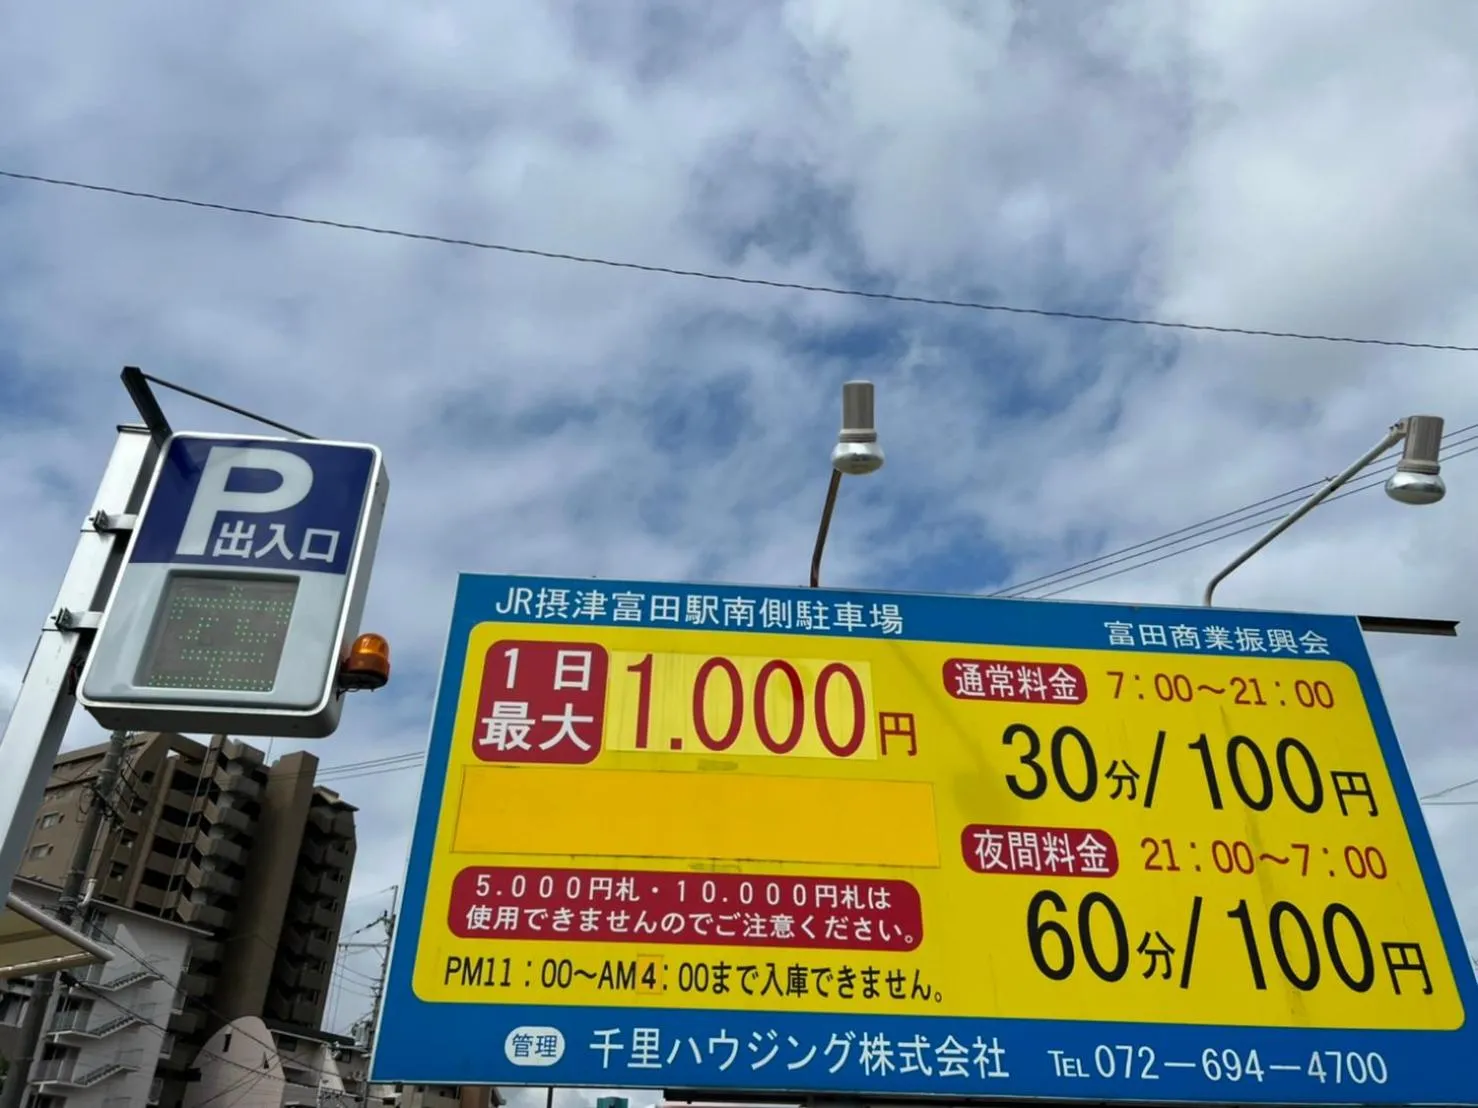 P
出入口
JR摂津富田駅南側駐車場
富田商業振興会
1日
最大
1.000円
5.000円札・10.000円札は
使用できませんのでご注意ください。
PM11：00～AM4：00まで入庫できません。
通常料金 7：00～21：00
30分/100円
夜間料金 21：00～7：00
60分/100円
管理 千里ハウジング株式会社 TEL072－694－4700